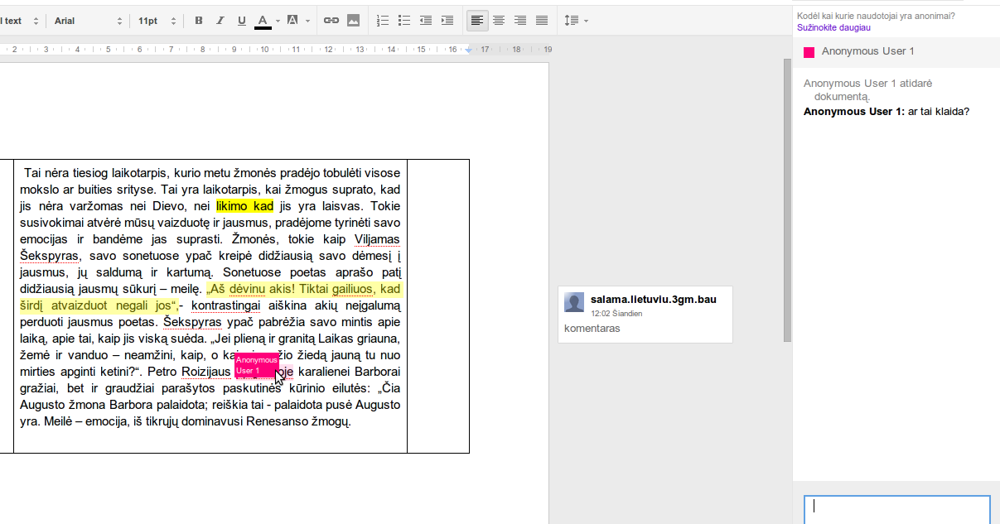 l text Arial 11pt B I U A A
2 3 4 5 6 7 8 9 10 11 12 13 14 15 16 17 18 19
Tai nėra tiesiog laikotarpis, kurio metu žmonės pradėjo tobulėti visose
mokslo ar buities srityse. Tai yra laikotarpis, kai žmogus suprato, kad
jis nėra varžomas nei Dievo, nei likimo kad jis yra laisvas. Tokie
susivokimai atvėrė mūsų vaizduotę ir jausmus, pradėjome tyrinėti savo
emocijas ir bandėme jas suprasti. Žmonės, tokie kaip Viljamas
Šekspyras, savo sonetuose ypač kreipė didžiausią savo dėmesį į
jausmus, jų saldumą ir kartumą. Sonetuose poetas aprašo patį
didžiausią jausmų sūkurį – meilę. „Aš dėvinu akis! Tiktai gailiuos, kad
širdį atvaizduot negali jos“,- kontrastingai aiškina akių neįgalumą
perduoti jausmus poetas. Šekspyras ypač pabrėžia savo mintis apie
laiką, apie tai, kaip jis viską suėda. „Jei plieną ir granitą Laikas griauna,
žemė ir vanduo – neamžini, kaip, o žio žiedą jauną tu nuo
mirties apginti ketini?“. Petro Roizijaus oje karalienei Barborai
gražiai, bet ir graudžiai parašytos paskutinės kūrinio eilutės: „Čia
Augusto žmona Barbora palaidota; reiškia tai - palaidota pusė Augusto
yra. Meilė – emocija, iš tikrųjų dominavusi Renesanso žmogų.
Anonymous
User 1
salama.lietuviu.3gm.bau
12:02 Šiandien
komentaras
Kodėl kai kurie naudotojai yra anonimai?
Sužinokite daugiau
Anonymous User 1
Anonymous User 1 atidarė
dokumentą.
Anonymous User 1: ar tai klaida?